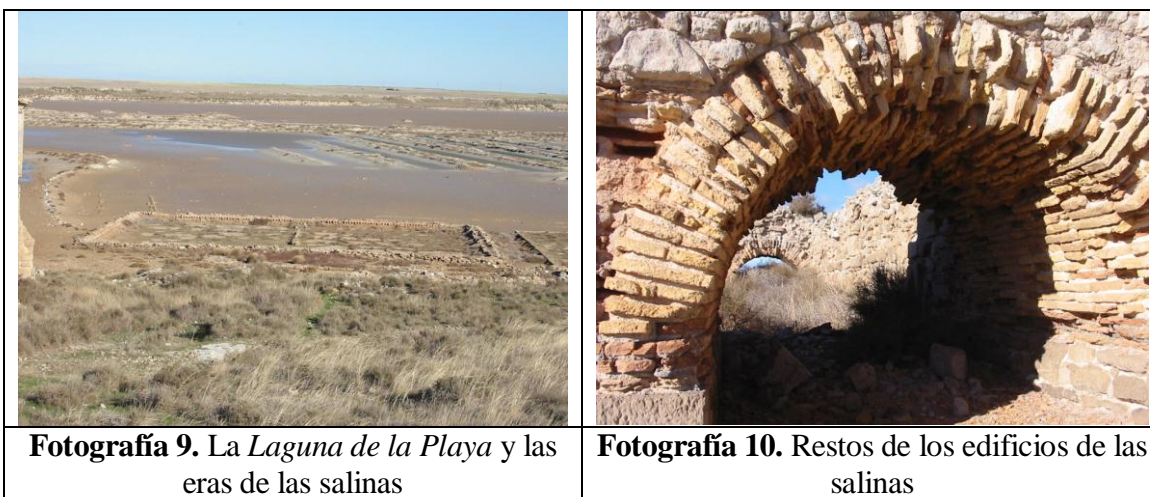 Fotografía 9. La Laguna de la Playa y las
eras de las salinas
Fotografía 10. Restos de los edificios de las
salinas